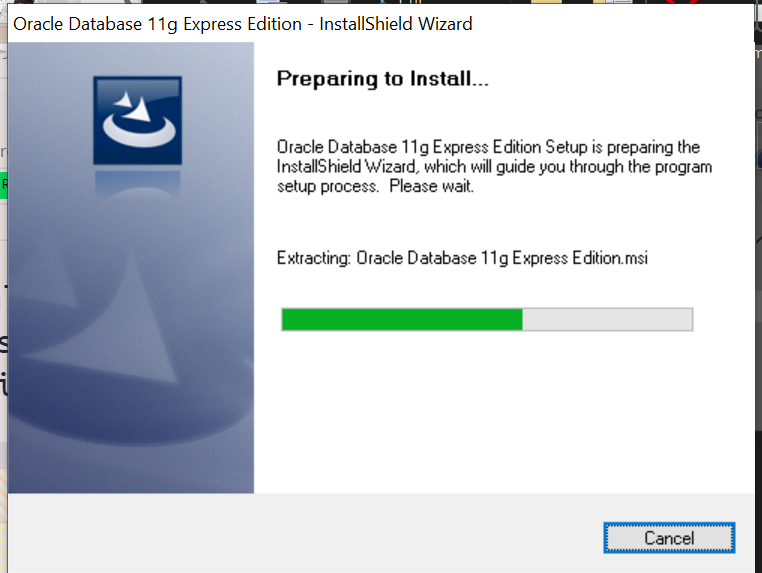 Oracle Database 11g Express Edition - InstallShield Wizard
Preparing to Install...
Oracle Database 11g Express Edition Setup is preparing the
InstallShield Wizard, which will guide you through the program
setup process.  Please wait.
Extracting: Oracle Database 11g Express Edition.msi
Cancel